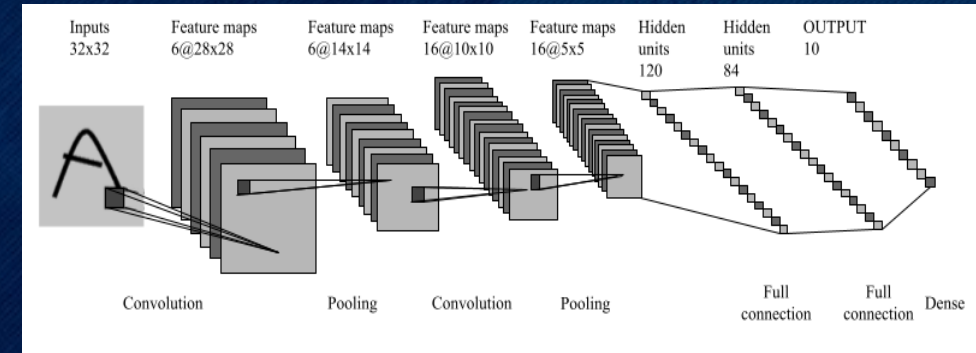 Inputs
32x32
Feature maps
6@28x28
Feature maps
6@14x14
Feature maps
16@10x10
Feature maps
16@5x5
Hidden
units
120
Hidden
units
84
OUTPUT
10
A
Convolution
Pooling
Convolution
Pooling
Full
connection
Full
connection
Dense